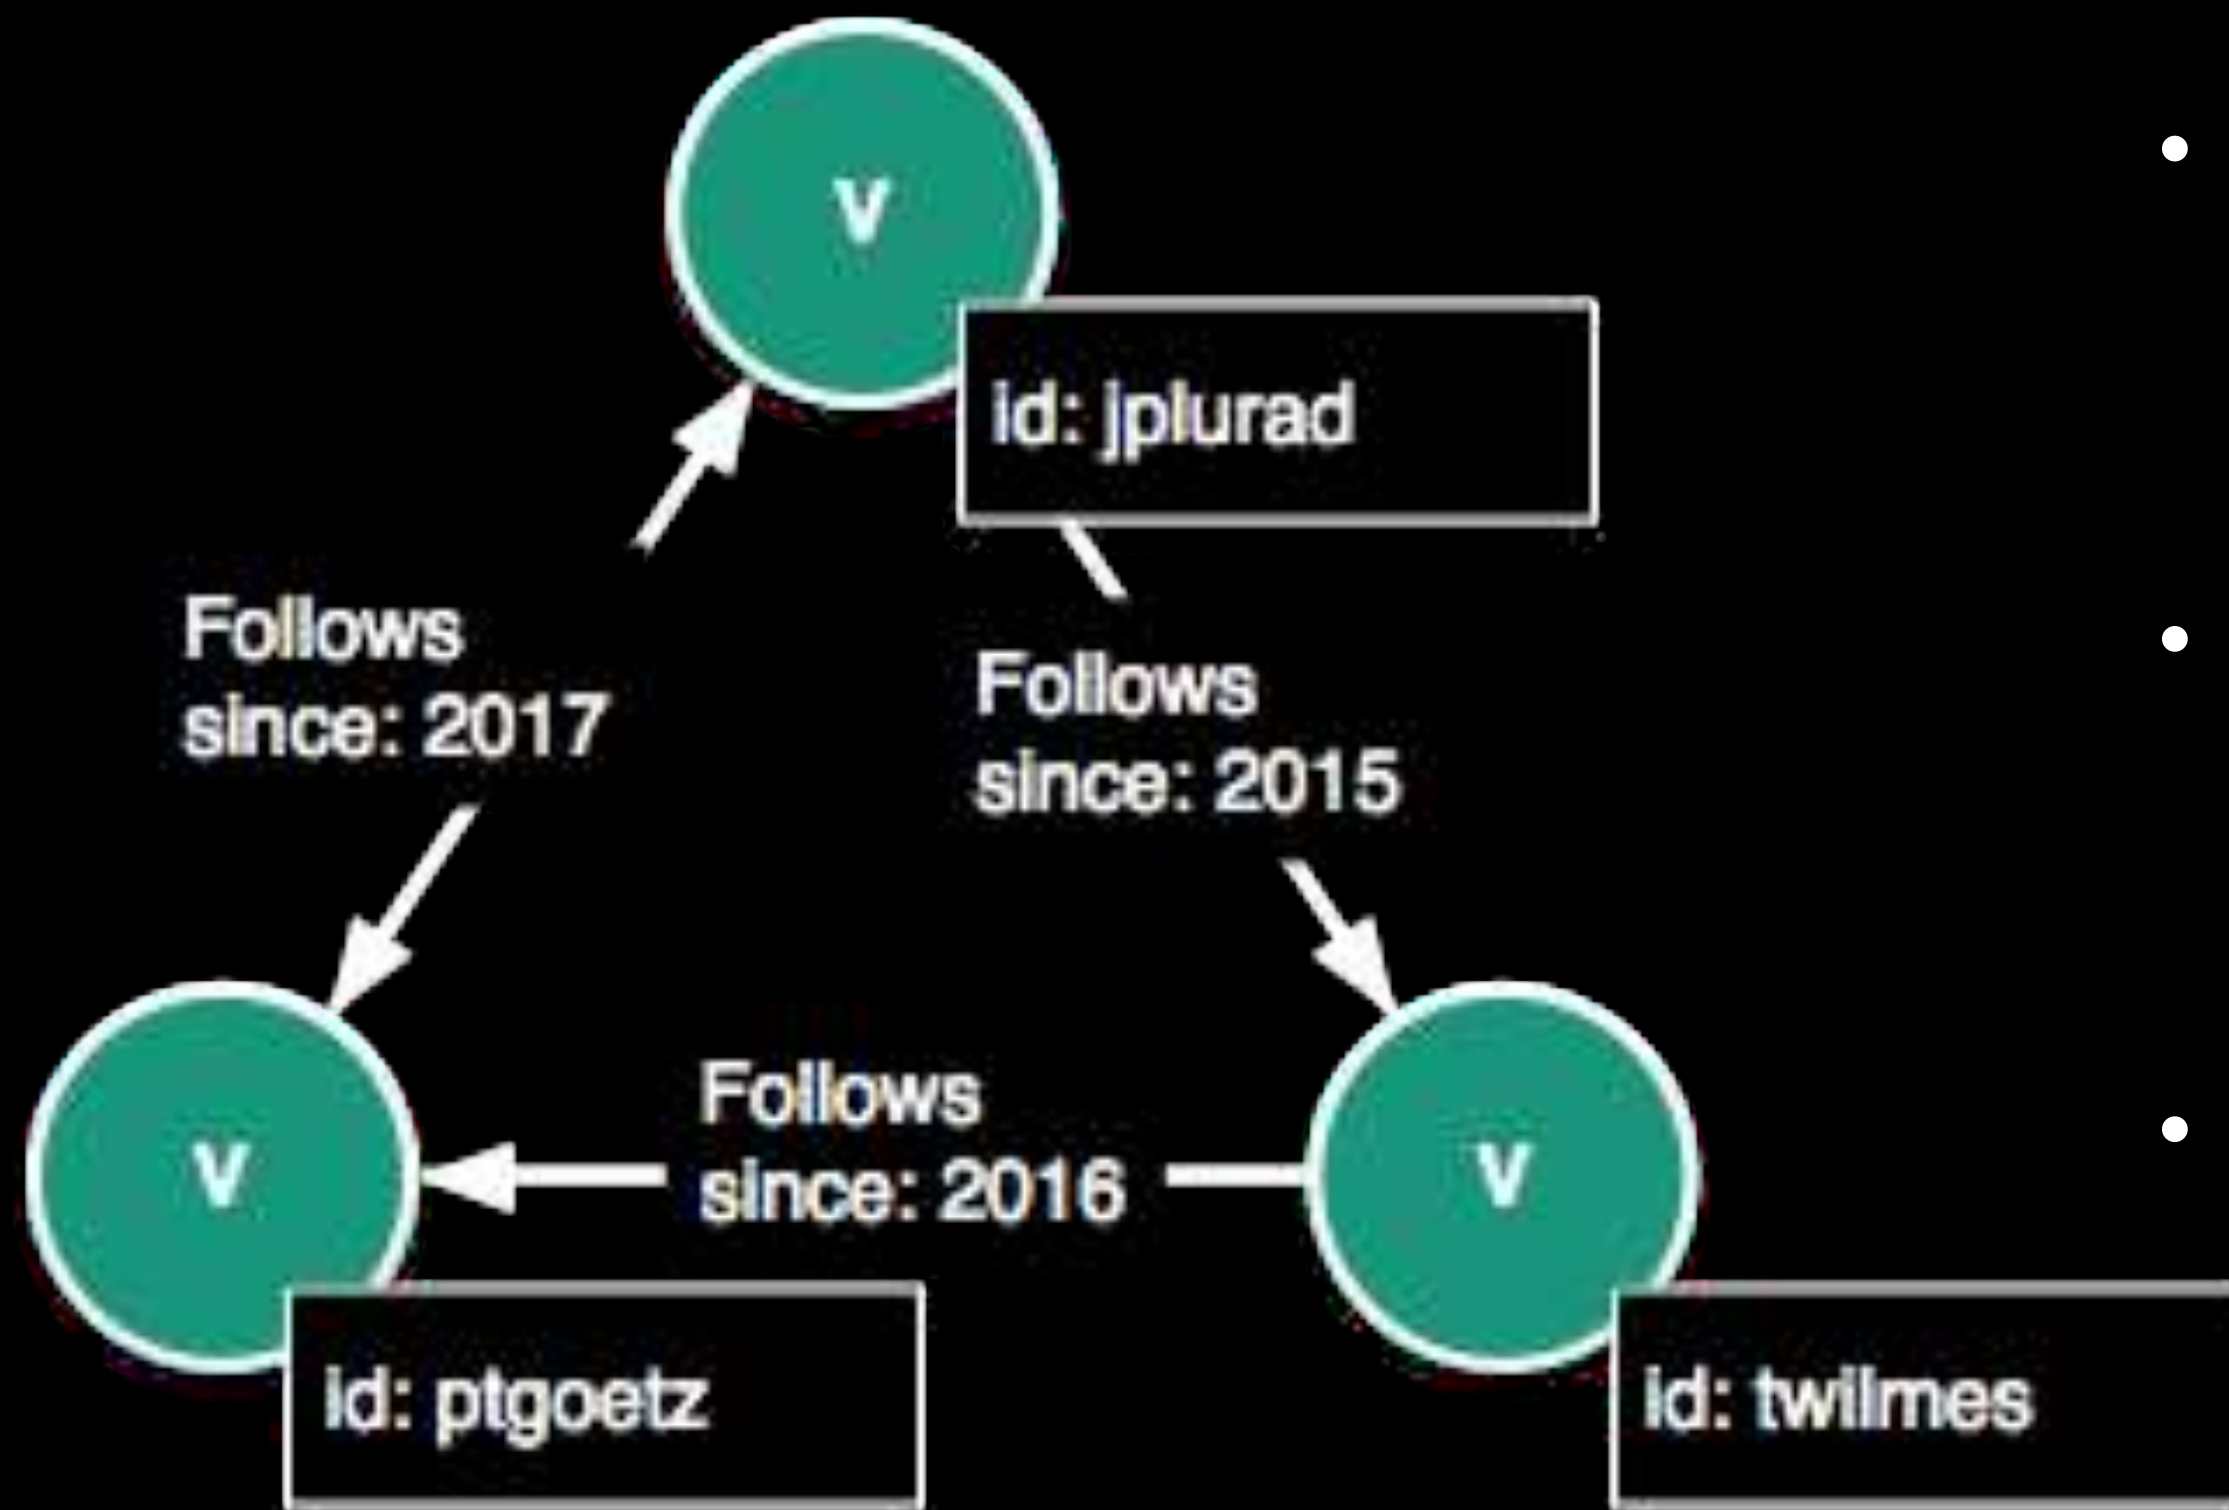 v
id: jplurad
Follows
since: 2017
Follows
since: 2015
v
Follows
since: 2016
v
id: ptgoetz
id: twilmes